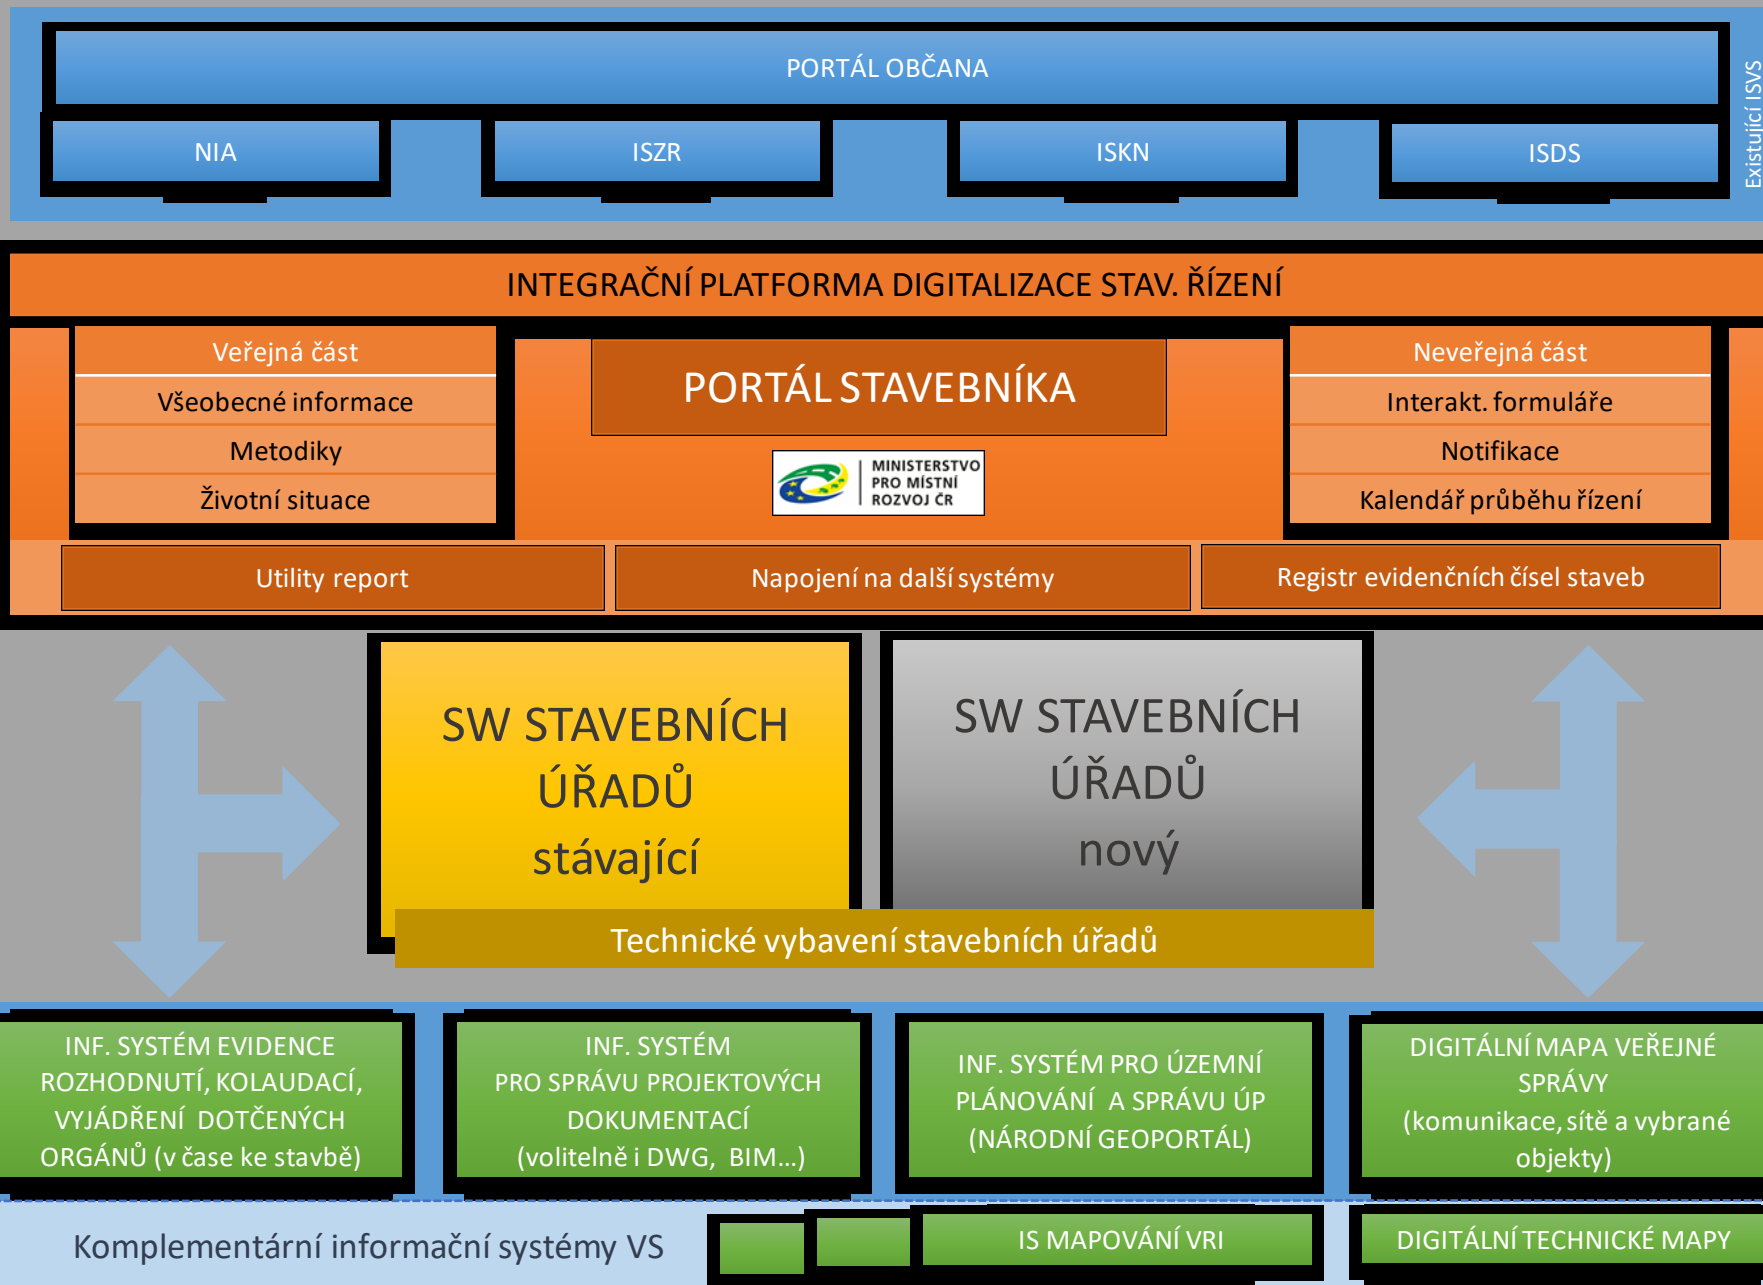 PORTÁL OBČANA
Existující ISVS
NIA
ISZR
ISKN
ISDS
INTEGRAČNÍ PLATFORMA DIGITALIZACE STAV. ŘÍZENÍ
Veřejná část
Všeobecné informace
Metodiky
Životní situace
PORTÁL STAVEBNÍKA
MINISTERSTVO
PRO MÍSTNÍ
ROZVOJ ČR
Neveřejná část
Interakt. formuláře
Notifikace
Kalendář průběhu řízení
Utility report
Napojení na další systémy
Registr evidenčních čísel staveb
SW STAVEBNÍCH
ÚŘADŮ
stávající
SW STAVEBNÍCH
ÚŘADŮ
nový
Technické vybavení stavebních úřadů
INF. SYSTÉM EVIDENCE
ROZHODNUTÍ, KOLAUDACÍ,
VYJÁDŘENÍ DOTČENÝCH
ORGÁNŮ (v čase ke stavbě)
INF. SYSTÉM
PRO SPRÁVU PROJEKTOVÝCH
DOKUMENTACÍ
(volitelně i DWG, BIM...)
INF. SYSTÉM PRO ÚZEMNÍ
PLÁNOVÁNÍ A SPRÁVU ÚP
(NÁRODNÍ GEOPORTÁL)
DIGITÁLNÍ MAPA VEŘEJNÉ
SPRÁVY
(komunikace, sítě a vybrané
objekty)
Komplementární informační systémy VS
IS MAPOVÁNÍ VRI
DIGITÁLNÍ TECHNICKÉ MAPY